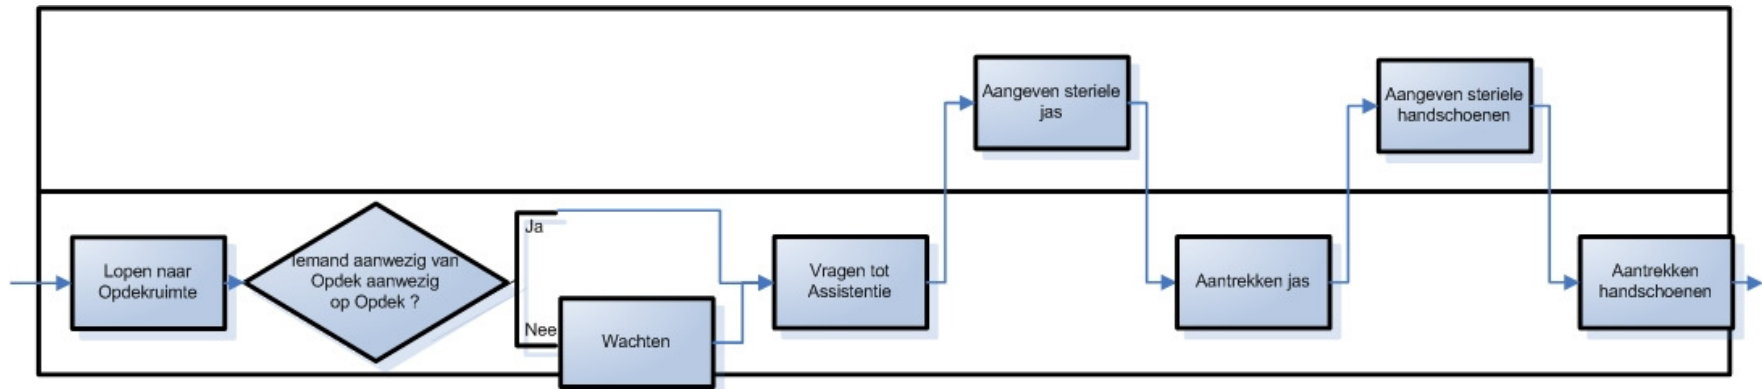 Aangeven steriele
jas
Aangeven steriele
handschoenen
Lopen naar
Opdekruimte
Iemand aanwezig van
Opdek aanwezig
op Opdek ?
Ja
Nee
Wachten
Vragen tot
Assistentie
Aantrekken jas
Aantrekken
handschoenen